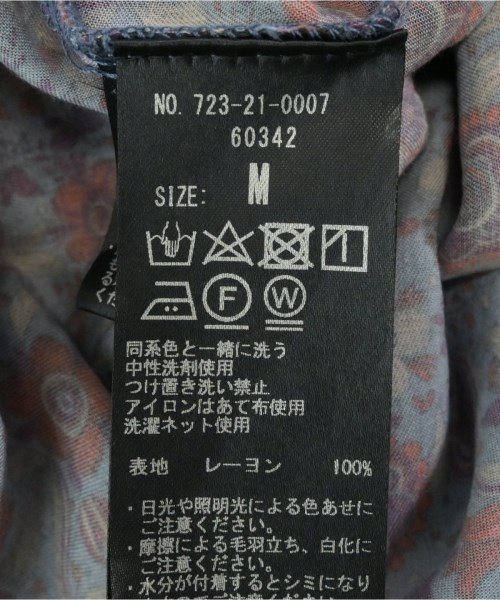 NO. 723-21-0007
60342
SIZE: M
F W
同系色と一緒に洗う
中性洗剤使用
つけ置き洗い禁止
アイロンはあて布使用
洗濯ネット使用
表地 レーヨン 100%
・日光や照明光による色あせに
ご注意ください。
・摩擦による毛羽立ち、白化に
ご注意ください。
・水分が付着するとシミになり